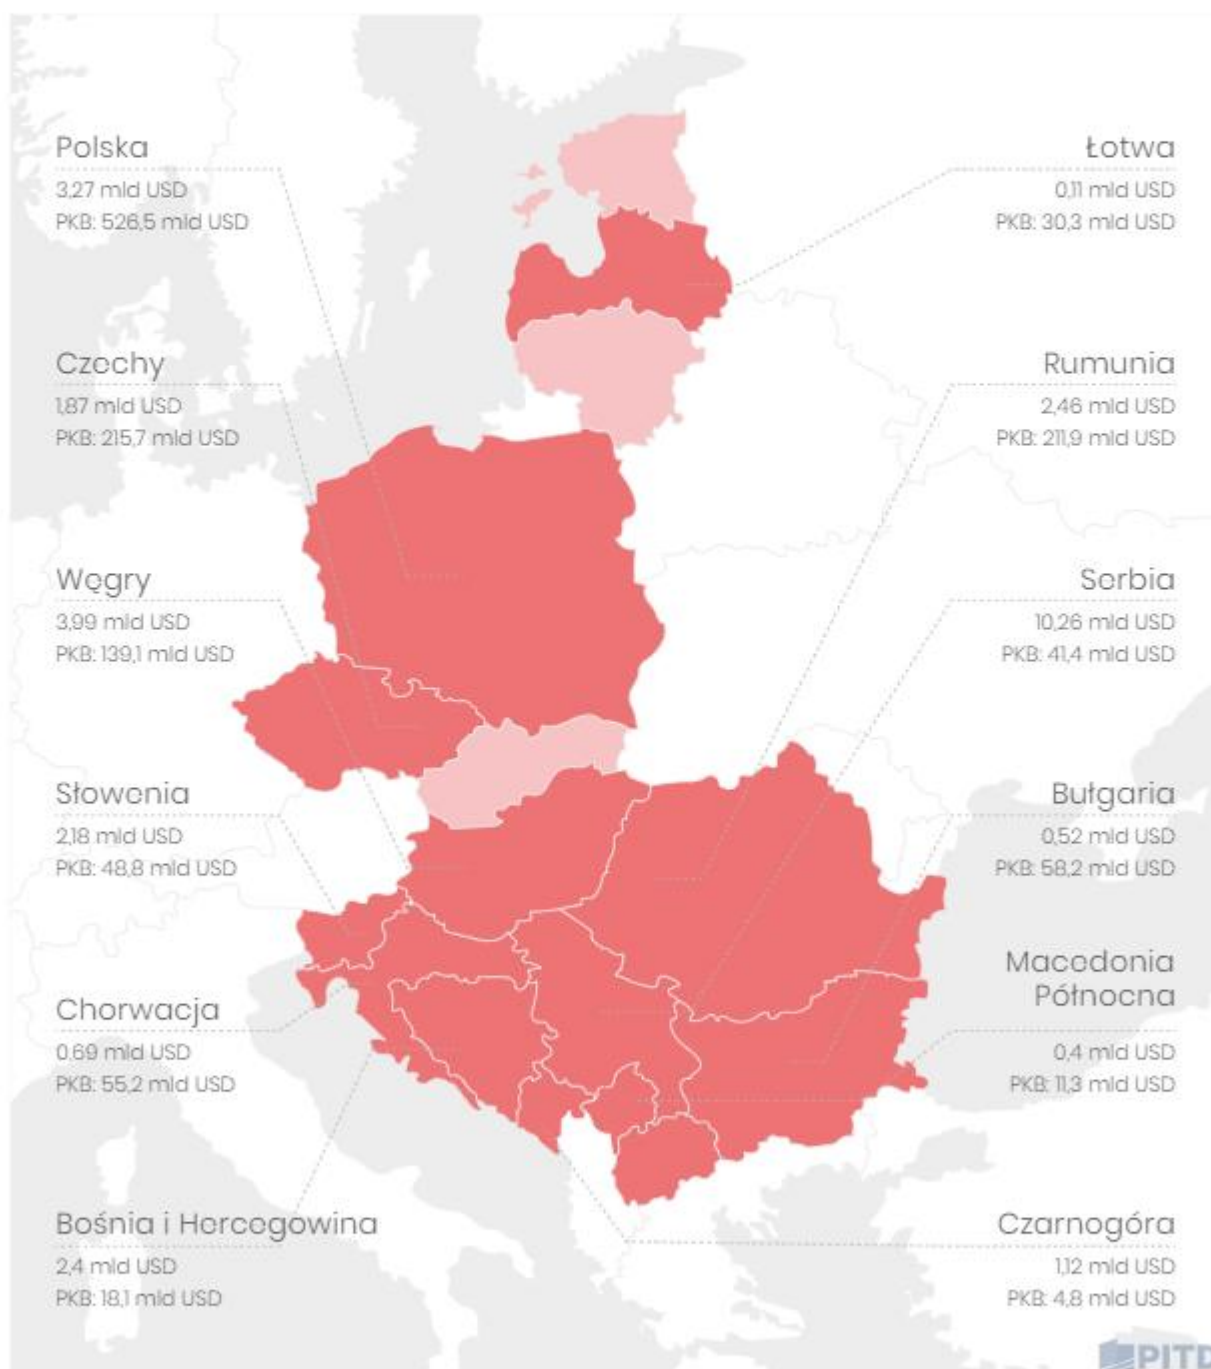 Polska
3,27 mld USD
PKB: 526,5 mld USD
Czechy
1,87 mld USD
PKB: 215,7 mld USD
Węgry
3,99 mld USD
PKB: 139,1 mld USD
Słowenia
2,18 mld USD
PKB: 48,8 mld USD
Chorwacja
0,69 mld USD
PKB: 55,2 mld USD
Bośnia i Hercegowina
2,4 mld USD
PKB: 18,1 mld USD
Łotwa
0,11 mld USD
PKB: 30,3 mld USD
Rumunia
2,46 mld USD
PKB: 211,9 mld USD
Serbia
10,26 mld USD
PKB: 41,4 mld USD
Bułgaria
0,52 mld USD
PKB: 58,2 mld USD
Macedonia
Północna
0,4 mld USD
PKB: 11,3 mld USD
Czarnogóra
1,12 mld USD
PKB: 4,8 mld USD